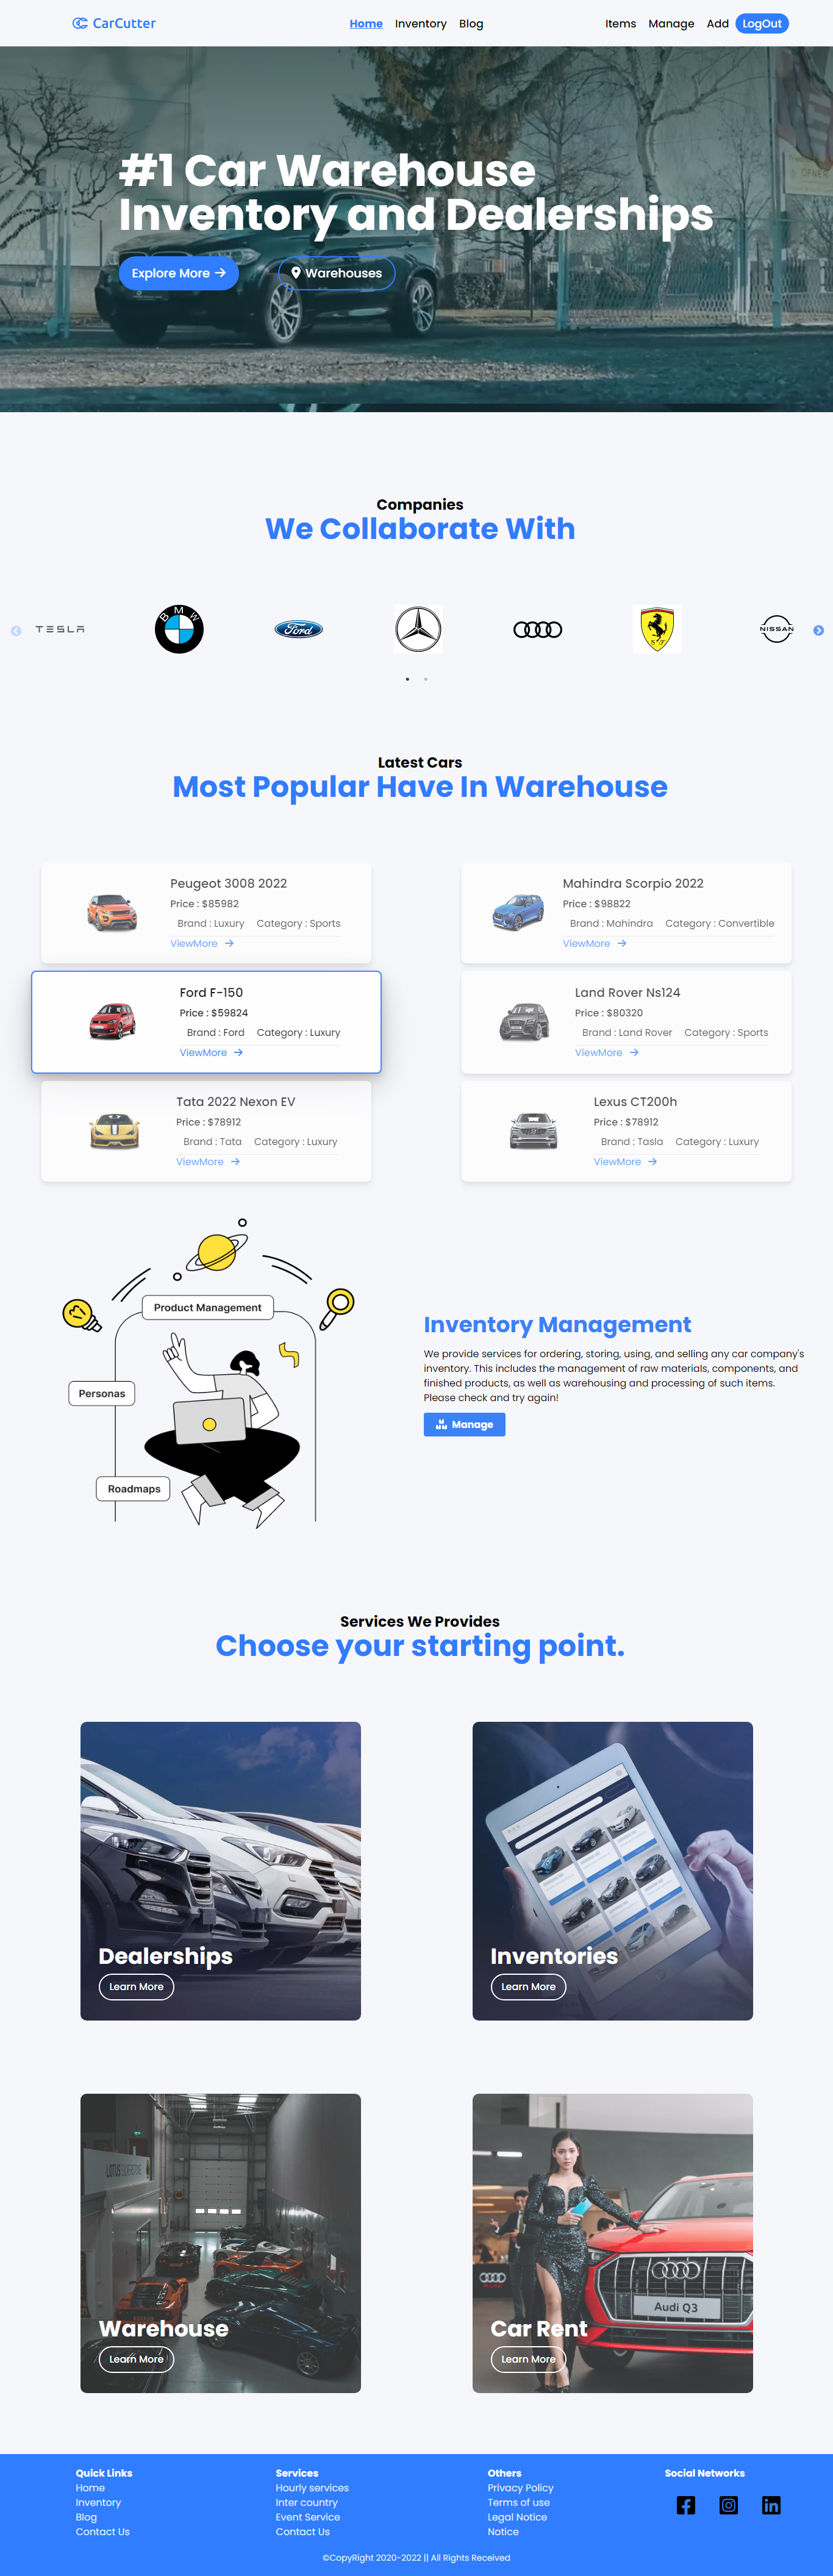 CarCutter
Home Inventory Blog
Items Manage Add LogOut
#1 Car Warehouse
Inventory and Dealerships
Explore More
Warehouses
Companies
We Collaborate With
TESLA
BMW
Ford
NISSAN
Latest Cars
Most Popular Have In Warehouse
Peugeot 3008 2022
Price : $85982
Brand : Luxury Category : Sports
ViewMore
Mahindra Scorpio 2022
Price : $98822
Brand : Mahindra Category : Convertible
ViewMore
Ford F-150
Price : $59824
Brand : Ford Category : Luxury
ViewMore
Land Rover Ns124
Price : $80320
Brand : Land Rover Category : Sports
ViewMore
Tata 2022 Nexon EV
Price : $78912
Brand : Tata Category : Luxury
ViewMore
Lexus CT200h
Price : $78912
Brand : Tasla Category : Luxury
ViewMore
Product Management
Personas
Roadmaps
Inventory Management
We provide services for ordering, storing, using, and selling any car company's
inventory. This includes the management of raw materials, components, and
finished products, as well as warehousing and processing of such items.
Please check and try again!
Manage
Services We Provides
Choose your starting point.
Dealerships
Learn More
Inventories
Learn More
Warehouse
Learn More
Audi Q3
Car Rent
Learn More
Quick Links
Home
Inventory
Blog
Contact Us
Services
Hourly services
Inter country
Event Service
Contact Us
Others
Privacy Policy
Terms of use
Legal Notice
Notice
Social Networks
©CopyRight 2020-2022 || All Rights Received